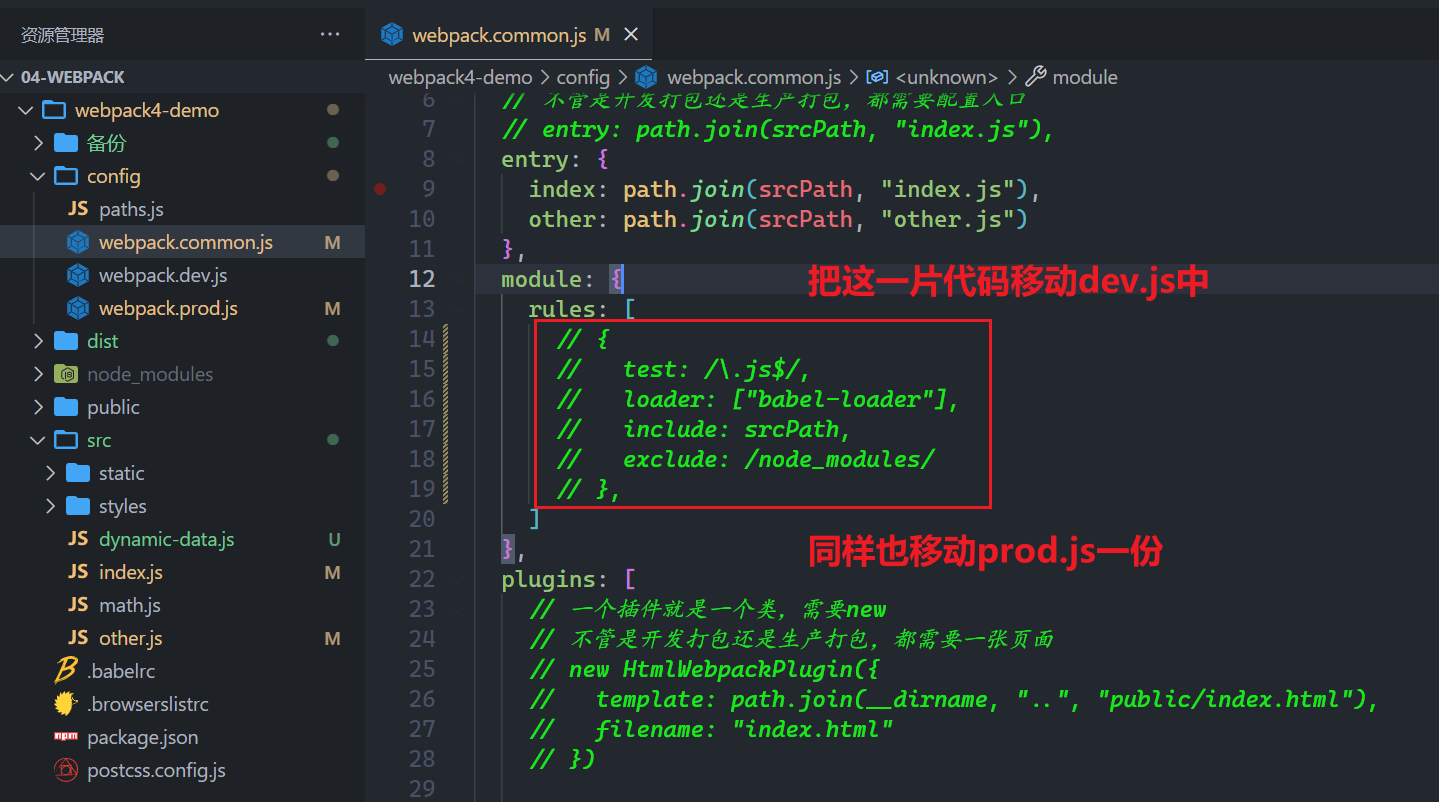 资源管理器 ···
04-WEBPACK
webpack4-demo
备份
config
JS paths.js
webpack.common.js M
webpack.dev.js
webpack.prod.js M
dist
node_modules
public
src
static
styles
JS dynamic-data.js U
JS index.js M
JS math.js
JS other.js M
.babelrc
.browserslistrc
npm package.json
postcss.config.js
webpack.common.js M ×
webpack4-demo > config > webpack.common.js > <unknown> > module
6 // 不管是开发打包还是生产打包，都需要配置入口
7 // entry: path.join(srcPath, "index.js"),
8 entry: {
9 index: path.join(srcPath, "index.js"),
10 other: path.join(srcPath, "other.js")
11 },
12 module: {
把这一片代码移动dev.js中
13 rules: [
14 // {
15 // test: /\.js$/,
16 // loader: ["babel-loader"],
17 // include: srcPath,
18 // exclude: /node_modules/
19 // },
20 ]
21 },
同样也移动prod.js一份
22 plugins: [
23 // 一个插件就是一个类，需要new
24 // 不管是开发打包还是生产打包，都需要一张页面
25 // new HtmlWebpackPlugin({
26 // template: path.join(__dirname, "..", "public/index.html"),
27 // filename: "index.html"
28 // })
29